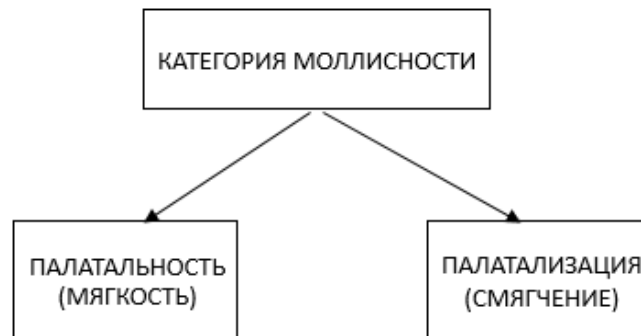 КАТЕГОРИЯ МОЛЛИСНОСТИ
ПАЛАТАЛЬНОСТЬ
(МЯГКОСТЬ)
ПАЛАТАЛИЗАЦИЯ
(СМЯГЧЕНИЕ)